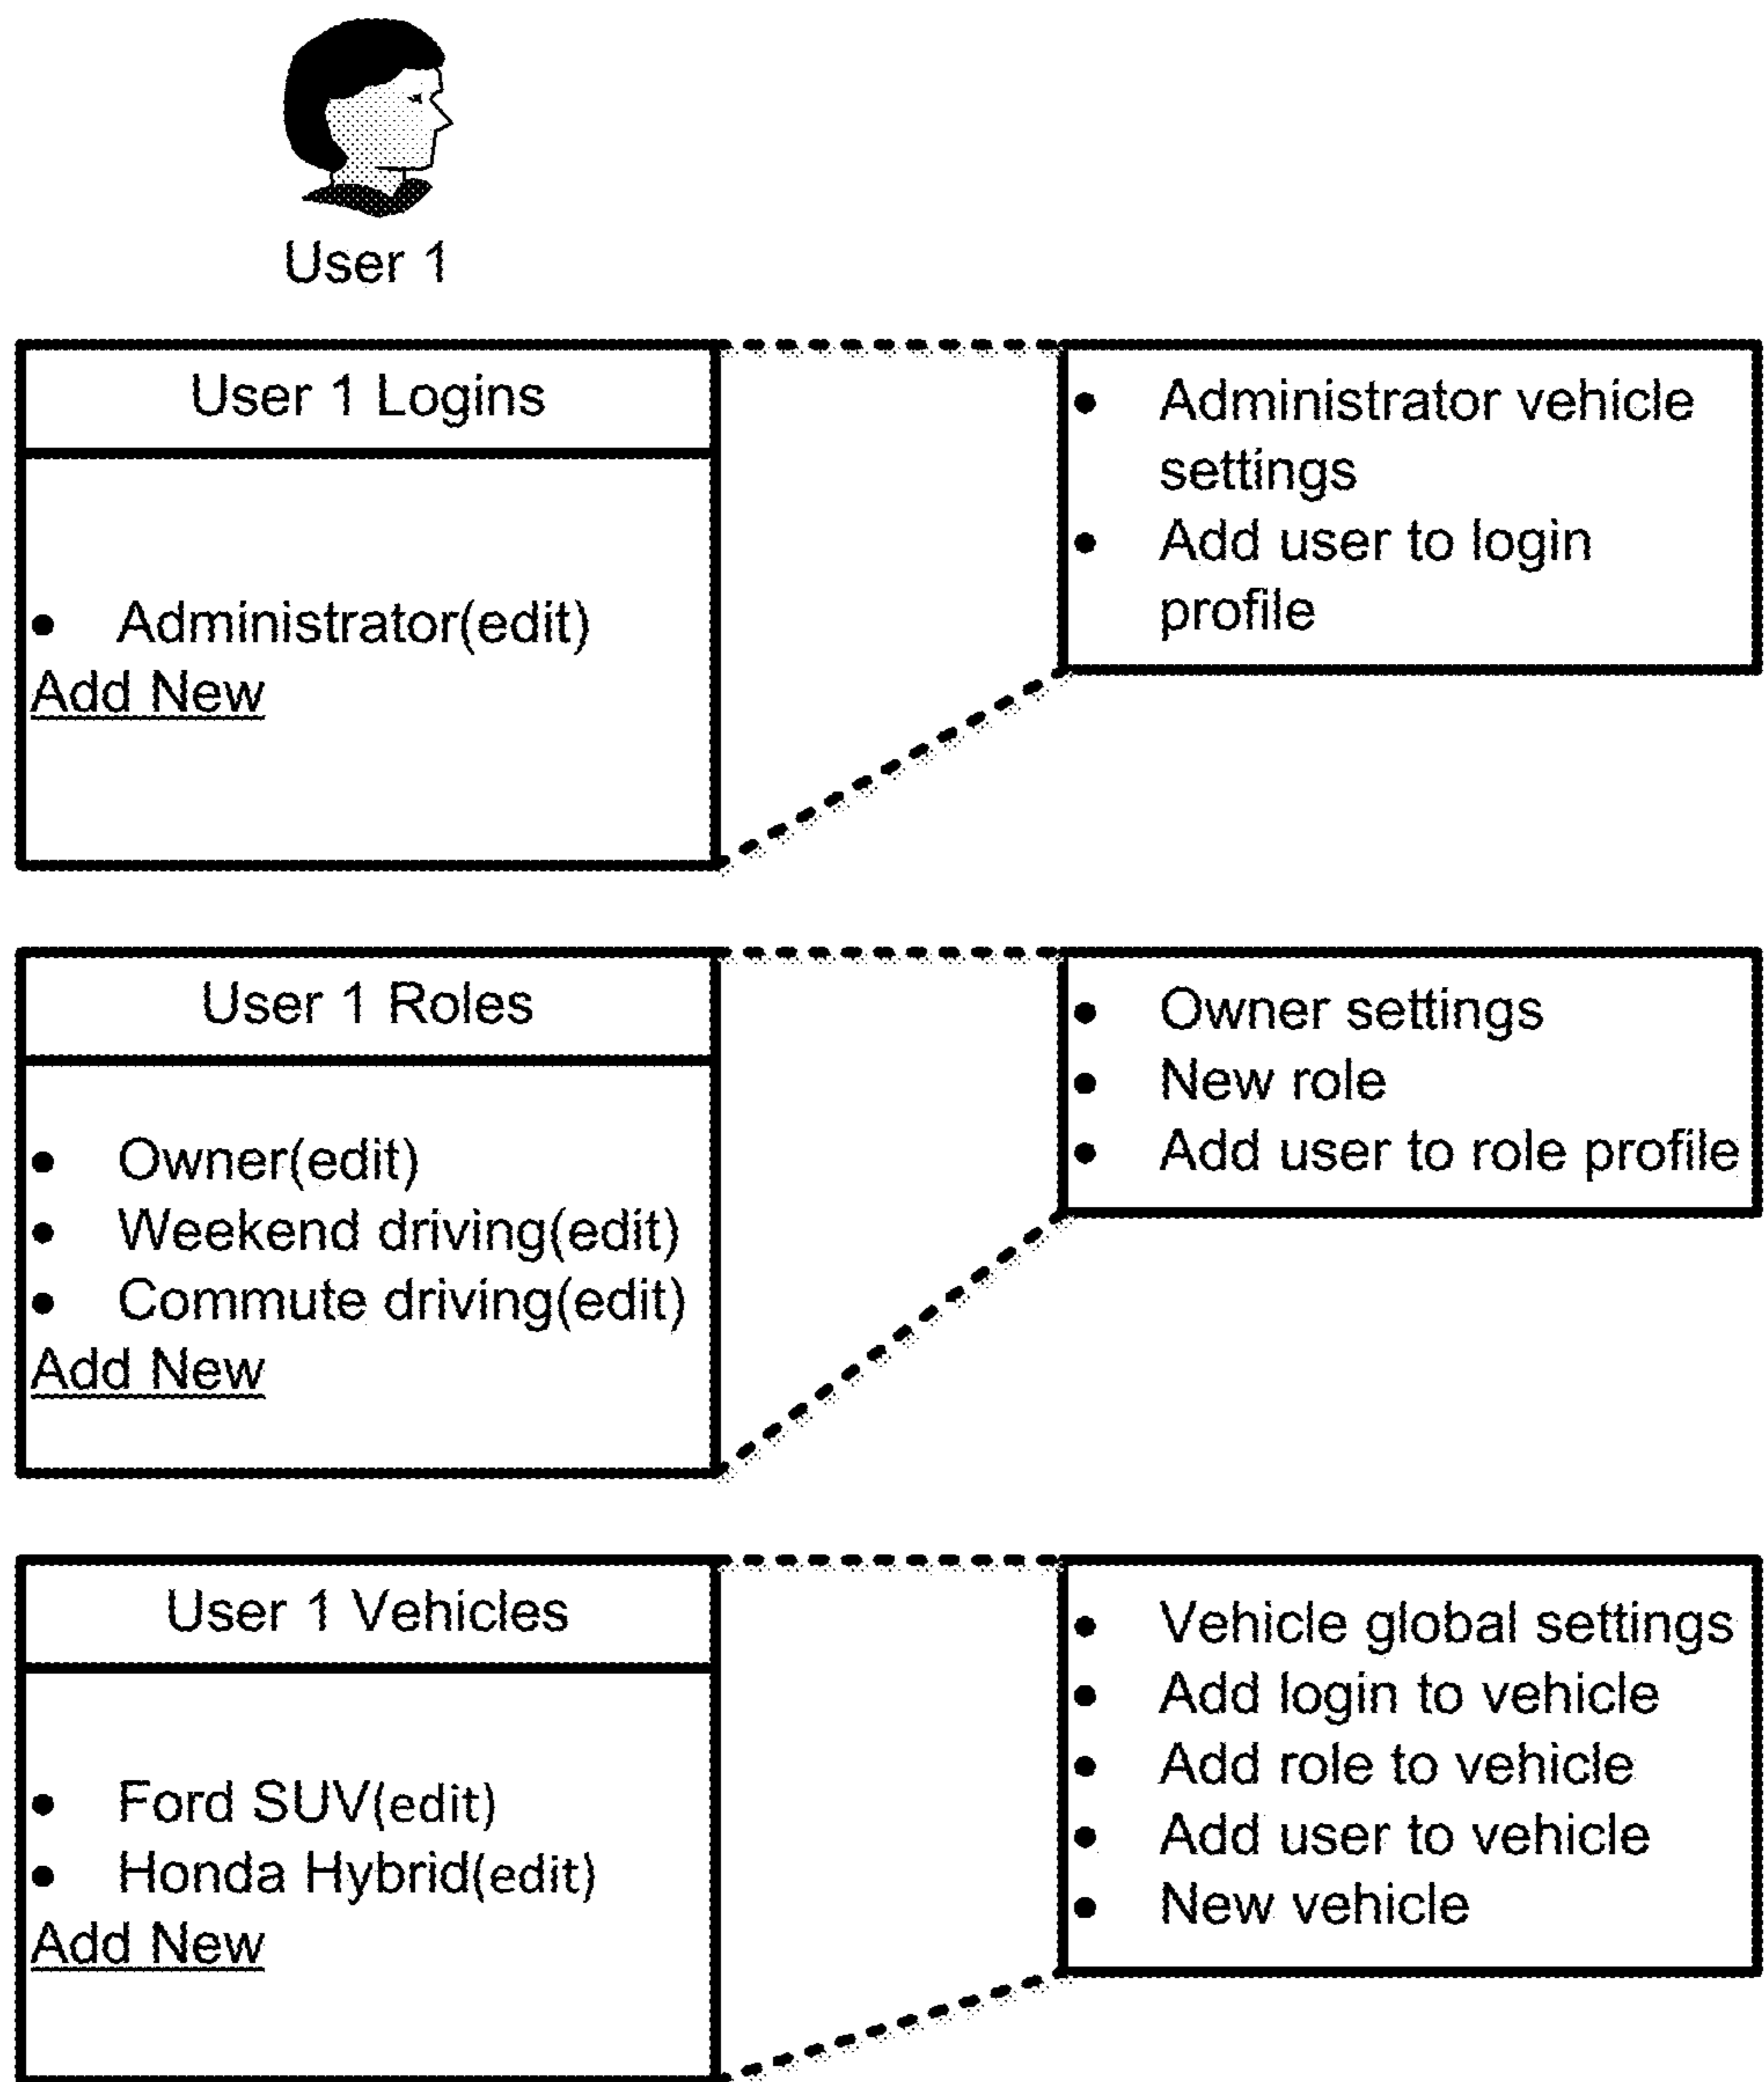 User 1
User 1 Logins
• Administrator(edit)
Add New
• Administrator vehicle
settings
• Add user to login
profile
User 1 Roles
• Owner(edit)
• Weekend driving(edit)
• Commute driving(edit)
Add New
• Owner settings
• New role
• Add user to role profile
User 1 Vehicles
• Ford SUV(edit)
• Honda Hybrid(edit)
Add New
• Vehicle global settings
• Add login to vehicle
• Add role to vehicle
• Add user to vehicle
• New vehicle